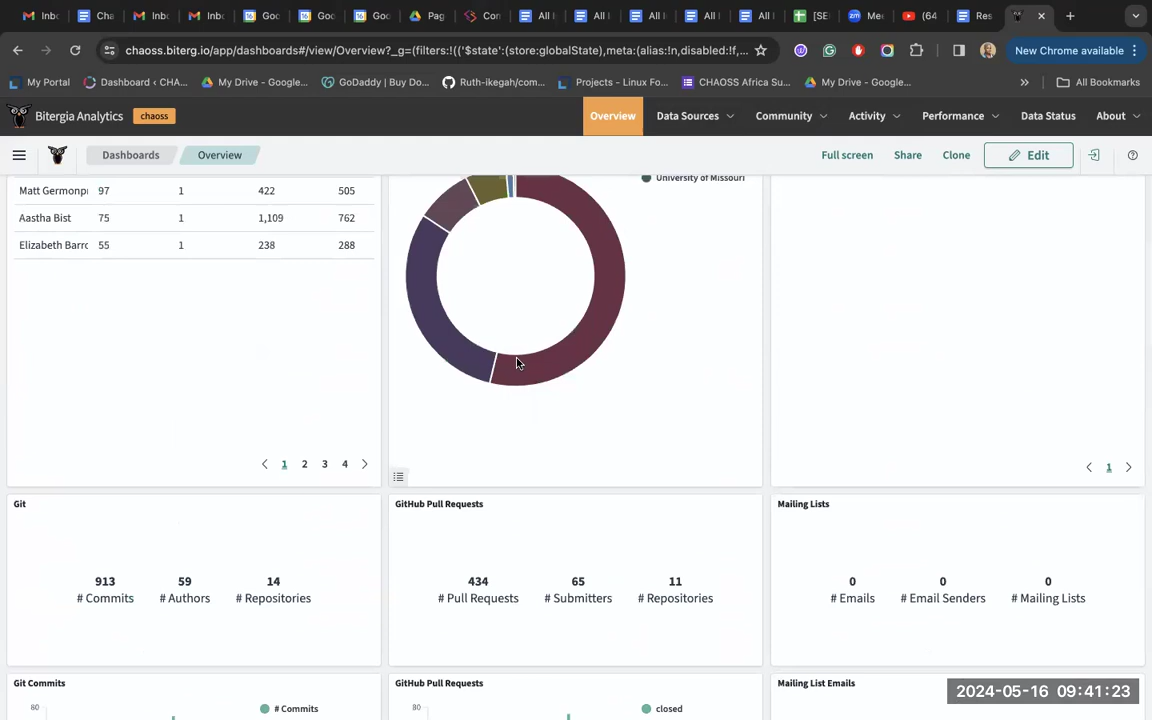 Inbo Cha Inbo Inbo Goo Goo Goo Pag Con All I All I All I All I All I [SE Mee (64 Res
chaoss.biterg.io/app/dashboards#/view/Overview?_g=(filters:!(('$state':(store:globalState),meta:(alias:!n,disabled:!f,... New Chrome available
My Portal Dashboard ‹ CHA... My Drive - Google... GoDaddy | Buy Do... Ruth-ikegah/com... Projects - Linux Fo... CHAOSS Africa Su... My Drive - Google... » All Bookmarks
Bitergia Analytics chaoss Overview Data Sources Community Activity Performance Data Status About
Dashboards Overview Full screen Share Clone Edit
Matt Germonp 97 1 422 505
University of Missouri
Aastha Bist 75 1 1,109 762
Elizabeth Barro 55 1 238 288
1 2 3 4
1
Git GitHub Pull Requests Mailing Lists
913 59 14 434 65 11 0 0 0
# Commits # Authors # Repositories # Pull Requests # Submitters # Repositories # Emails # Email Senders # Mailing Lists
Git Commits GitHub Pull Requests Mailing List Emails
2024-05-16 09:41:23
80 # Commits 80 closed